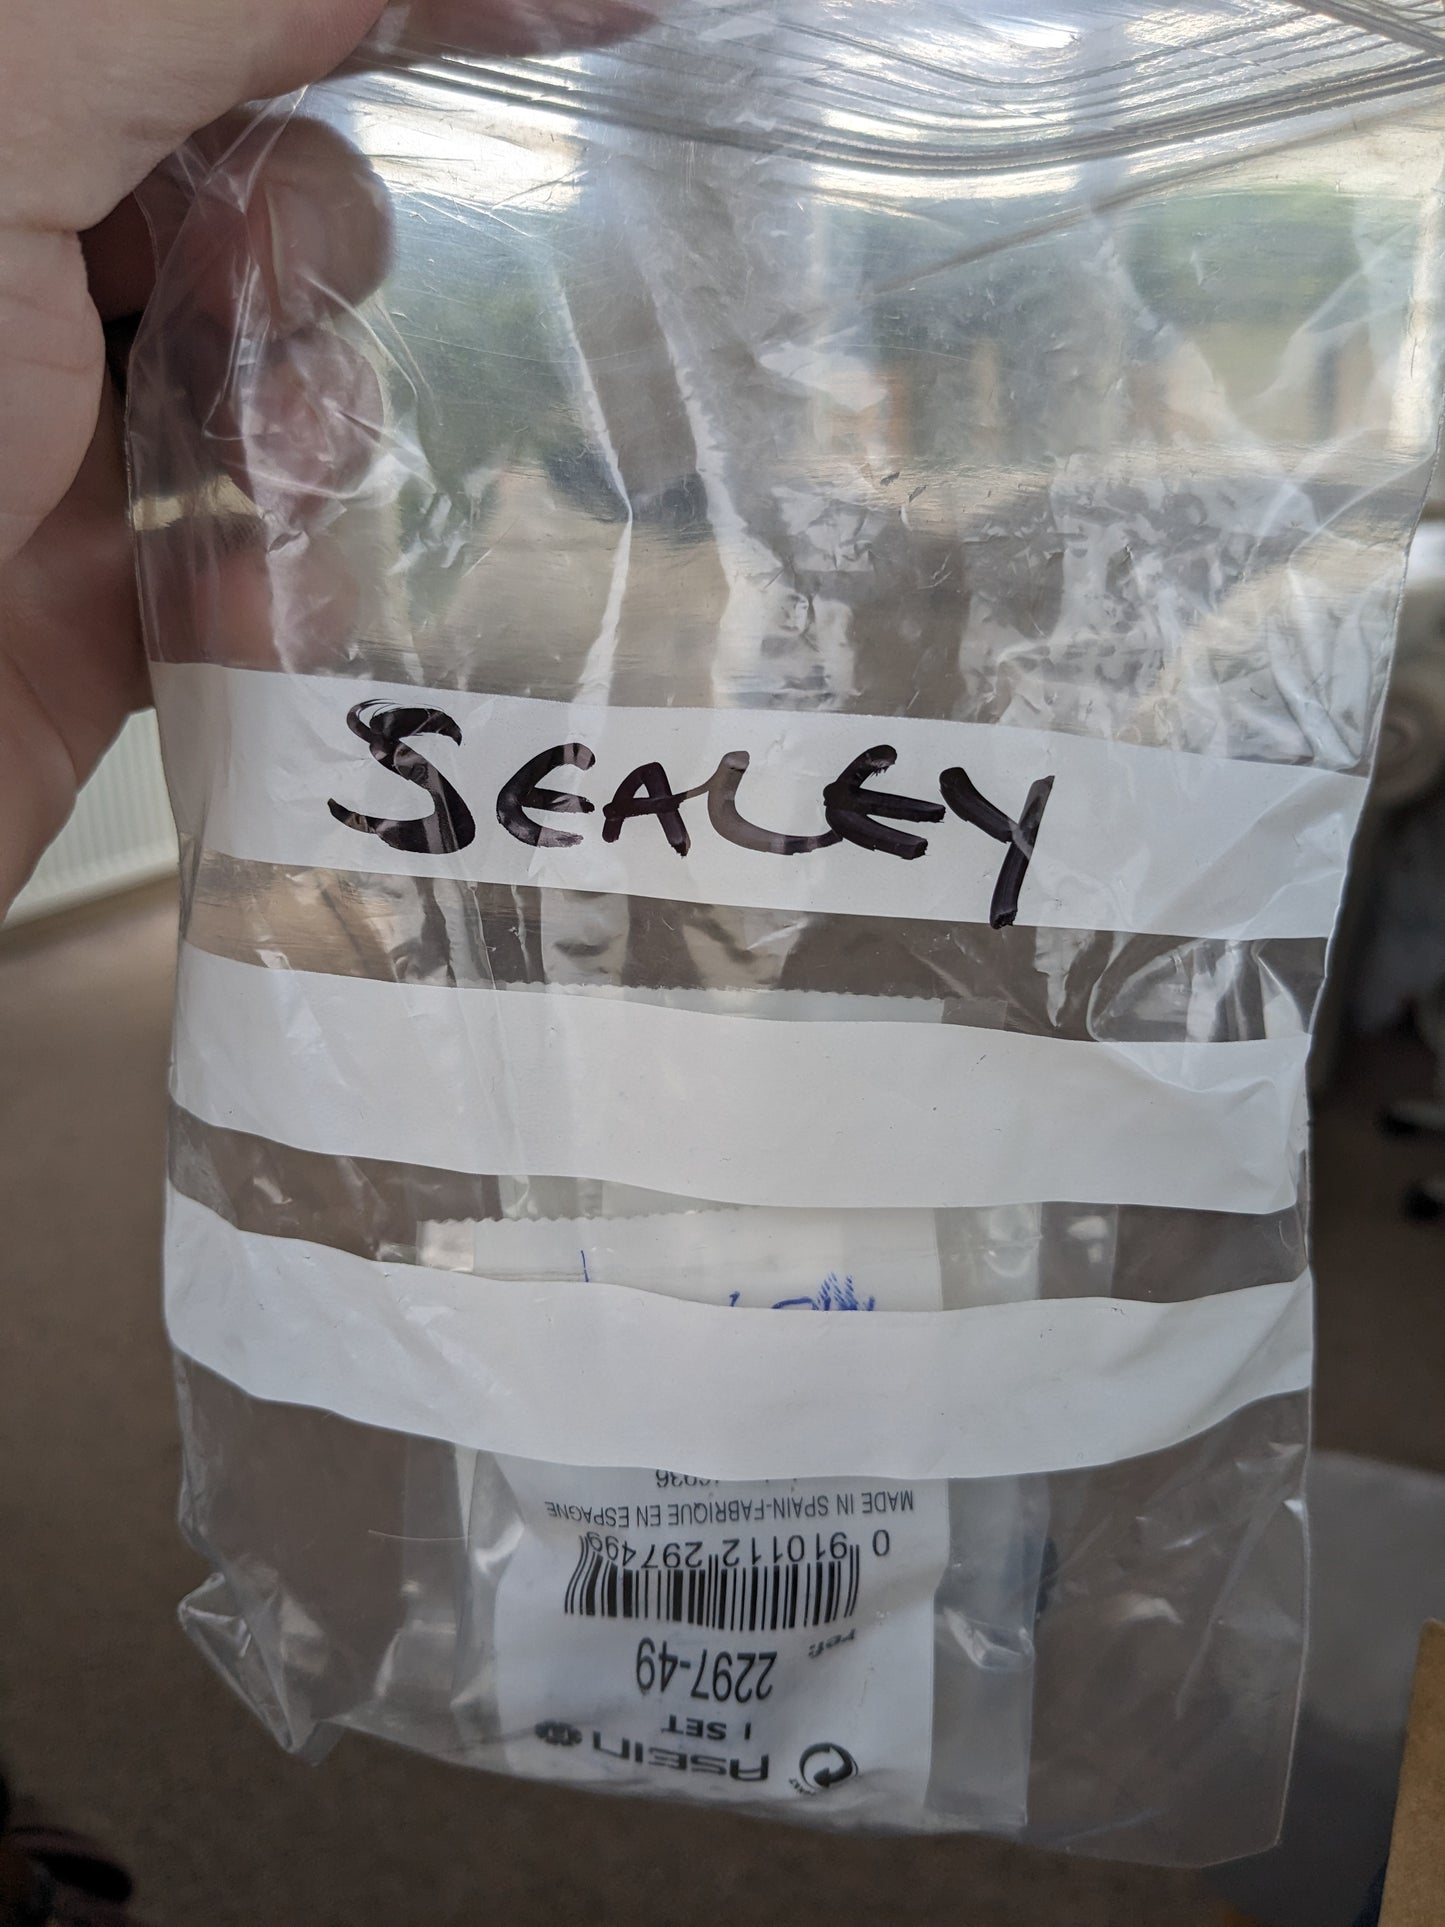 SEALEY
ASEIN
1 SET
2297-49
ref:
0 910112 297499
MADE IN SPAIN-FABRIQUE EN ESPAGNE